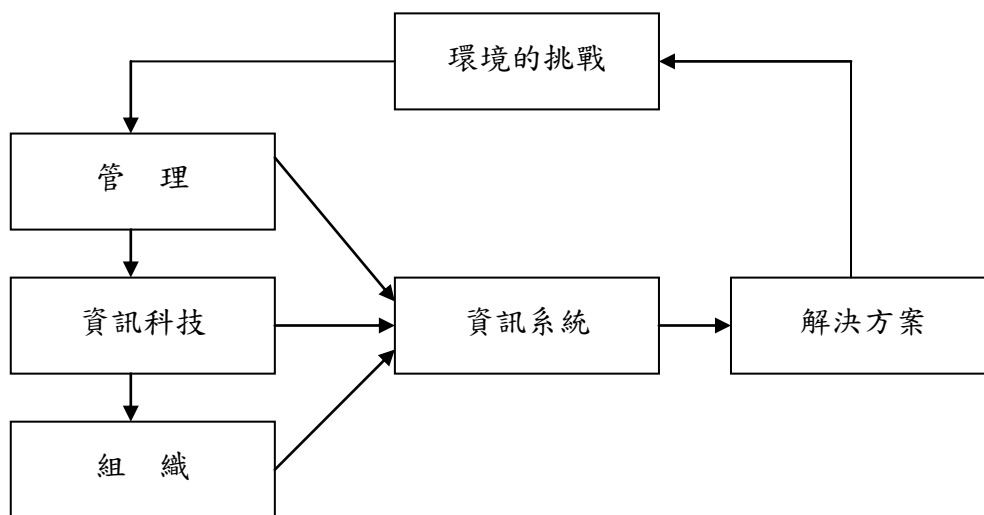 環境的挑戰
管　理
資訊科技
資訊系統
解決方案
組　織